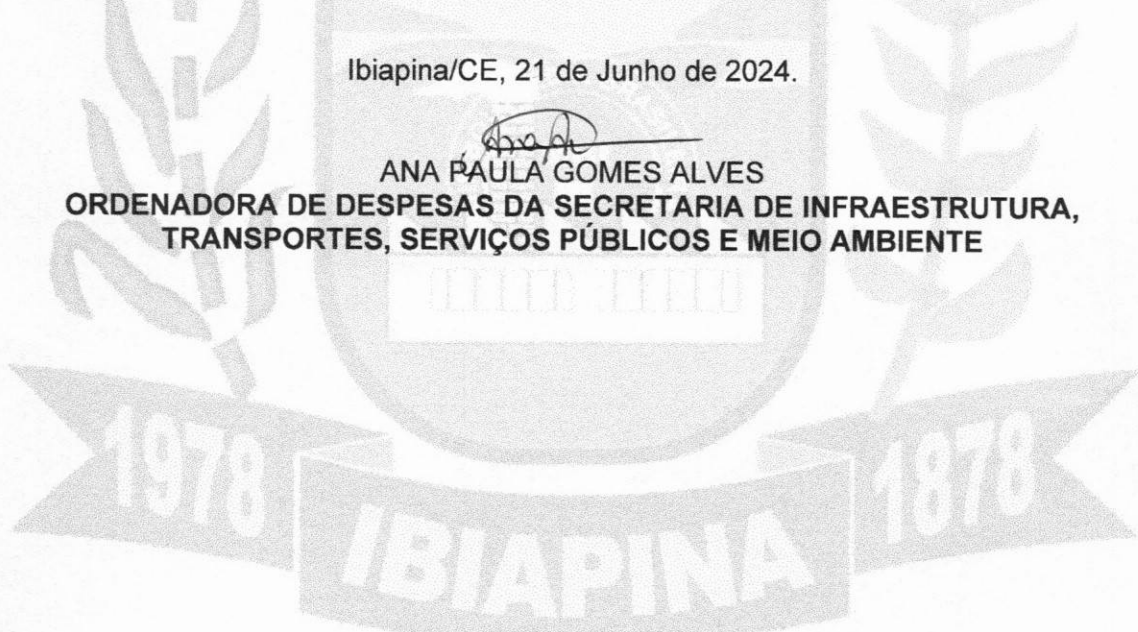 Ibiapina/CE, 21 de Junho de 2024.
ANA PAULA GOMES ALVES
ORDENADORA DE DESPESAS DA SECRETARIA DE INFRAESTRUTURA,
TRANSPORTES, SERVIÇOS PÚBLICOS E MEIO AMBIENTE
1978
1878
IBIAPINA